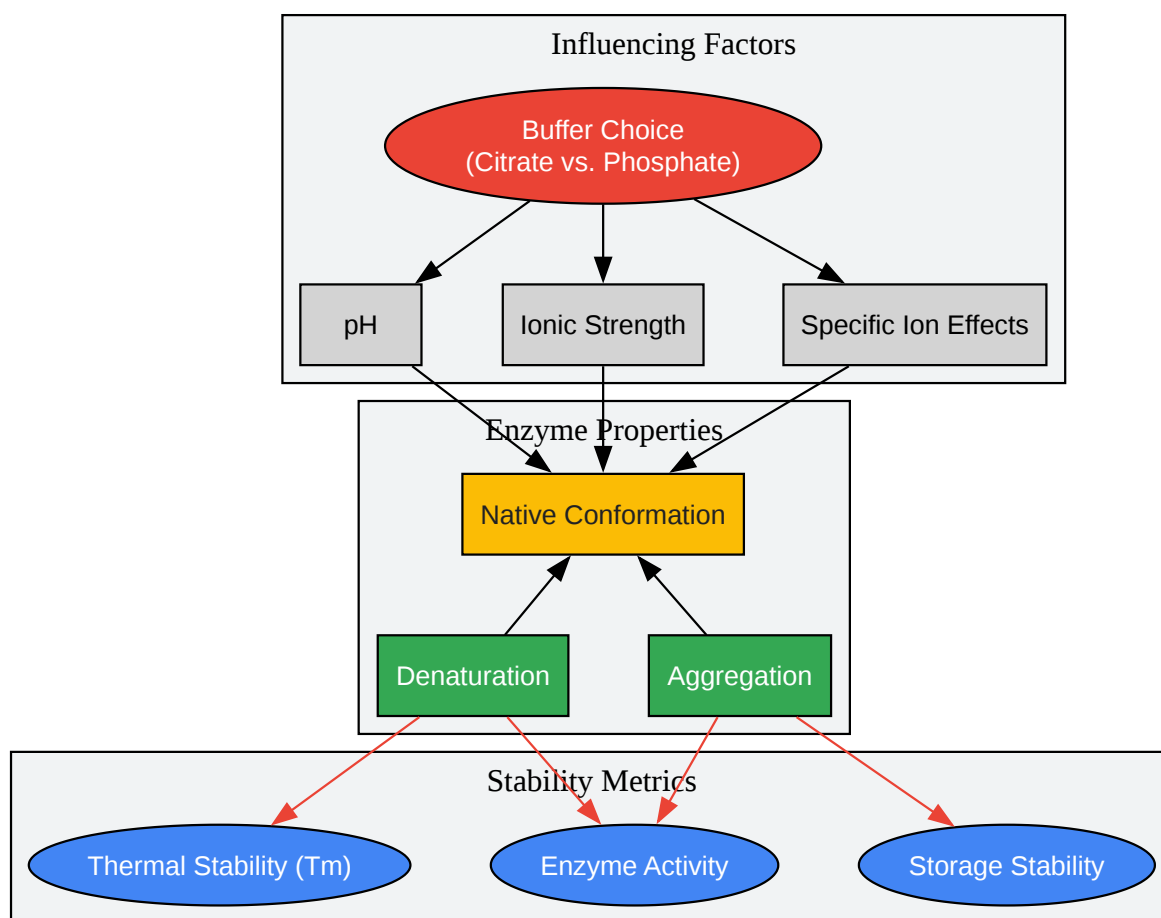 Influencing Factors
Buffer Choice
(Citrate vs. Phosphate)
pH
Ionic Strength
Specific Ion Effects
Enzyme Properties
Native Conformation
Denaturation
Aggregation
Stability Metrics
Thermal Stability (Tm)
Enzyme Activity
Storage Stability